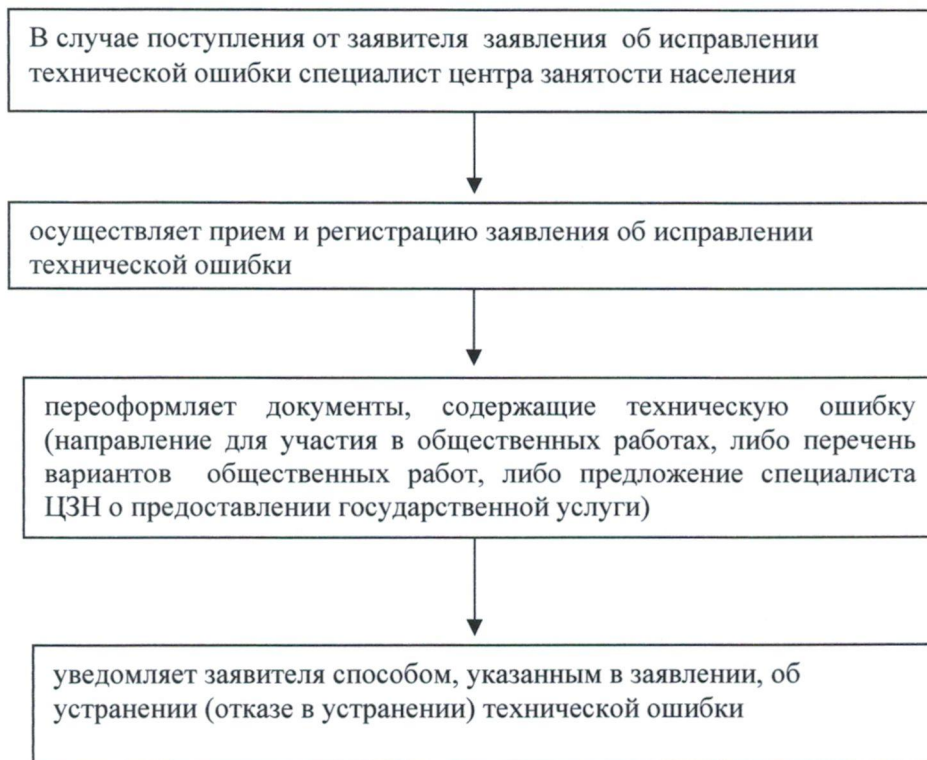 В случае поступления от заявителя заявления об исправлении
технической ошибки специалист центра занятости населения
осуществляет прием и регистрацию заявления об исправлении
технической ошибки
переоформляет документы, содержащие техническую ошибку
(направление для участия в общественных работах, либо перечень
вариантов общественных работ, либо предложение специалиста
ЦЗН о предоставлении государственной услуги)
уведомляет заявителя способом, указанным в заявлении, об
устранении (отказе в устранении) технической ошибки